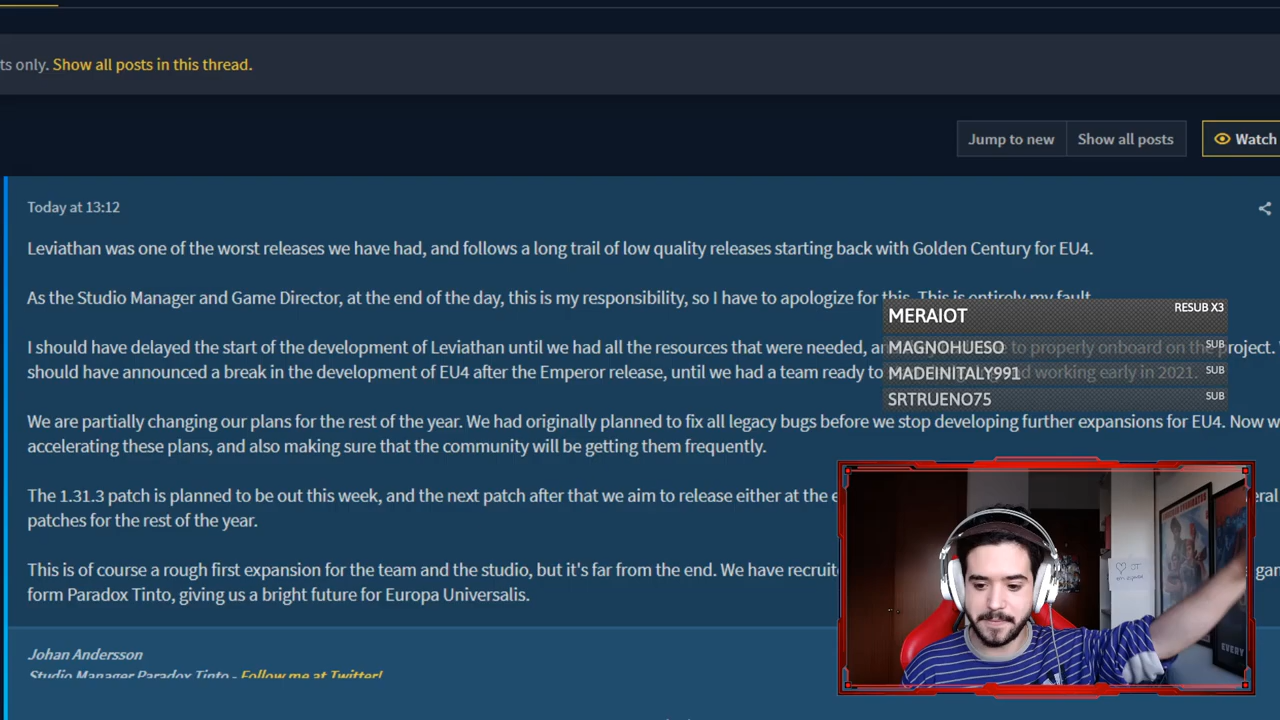 ts only. Show all posts in this thread.
Jump to new
Show all posts
Watch
Today at 13:12
Leviathan was one of the worst releases we have had, and follows a long trail of low quality releases starting back with Golden Century for EU4.
As the Studio Manager and Game Director, at the end of the day, this is my responsibility, so I have to apologize for this. This is entirely my fault.
RESUB X3
MERAIOT
I should have delayed the start of the development of Leviathan until we had all the resources that were needed, to properly onboard on the project.
MAGNOHUESO SUB
should have announced a break in the development of EU4 after the Emperor release, until we had a team ready to working early in 2021.
MADEINITALY991 SUB
SRTRUENO75 SUB
We are partially changing our plans for the rest of the year. We had originally planned to fix all legacy bugs before we stop developing further expansions for EU4. Now w
accelerating these plans, and also making sure that the community will be getting them frequently.
The 1.31.3 patch is planned to be out this week, and the next patch after that we aim to release either at the e eral
patches for the rest of the year.
This is of course a rough first expansion for the team and the studio, but it's far from the end. We have recruite gan
form Paradox Tinto, giving us a bright future for Europa Universalis.
Johan Andersson
Studio Manager Paradox Tinto - Follow me at Twitter!